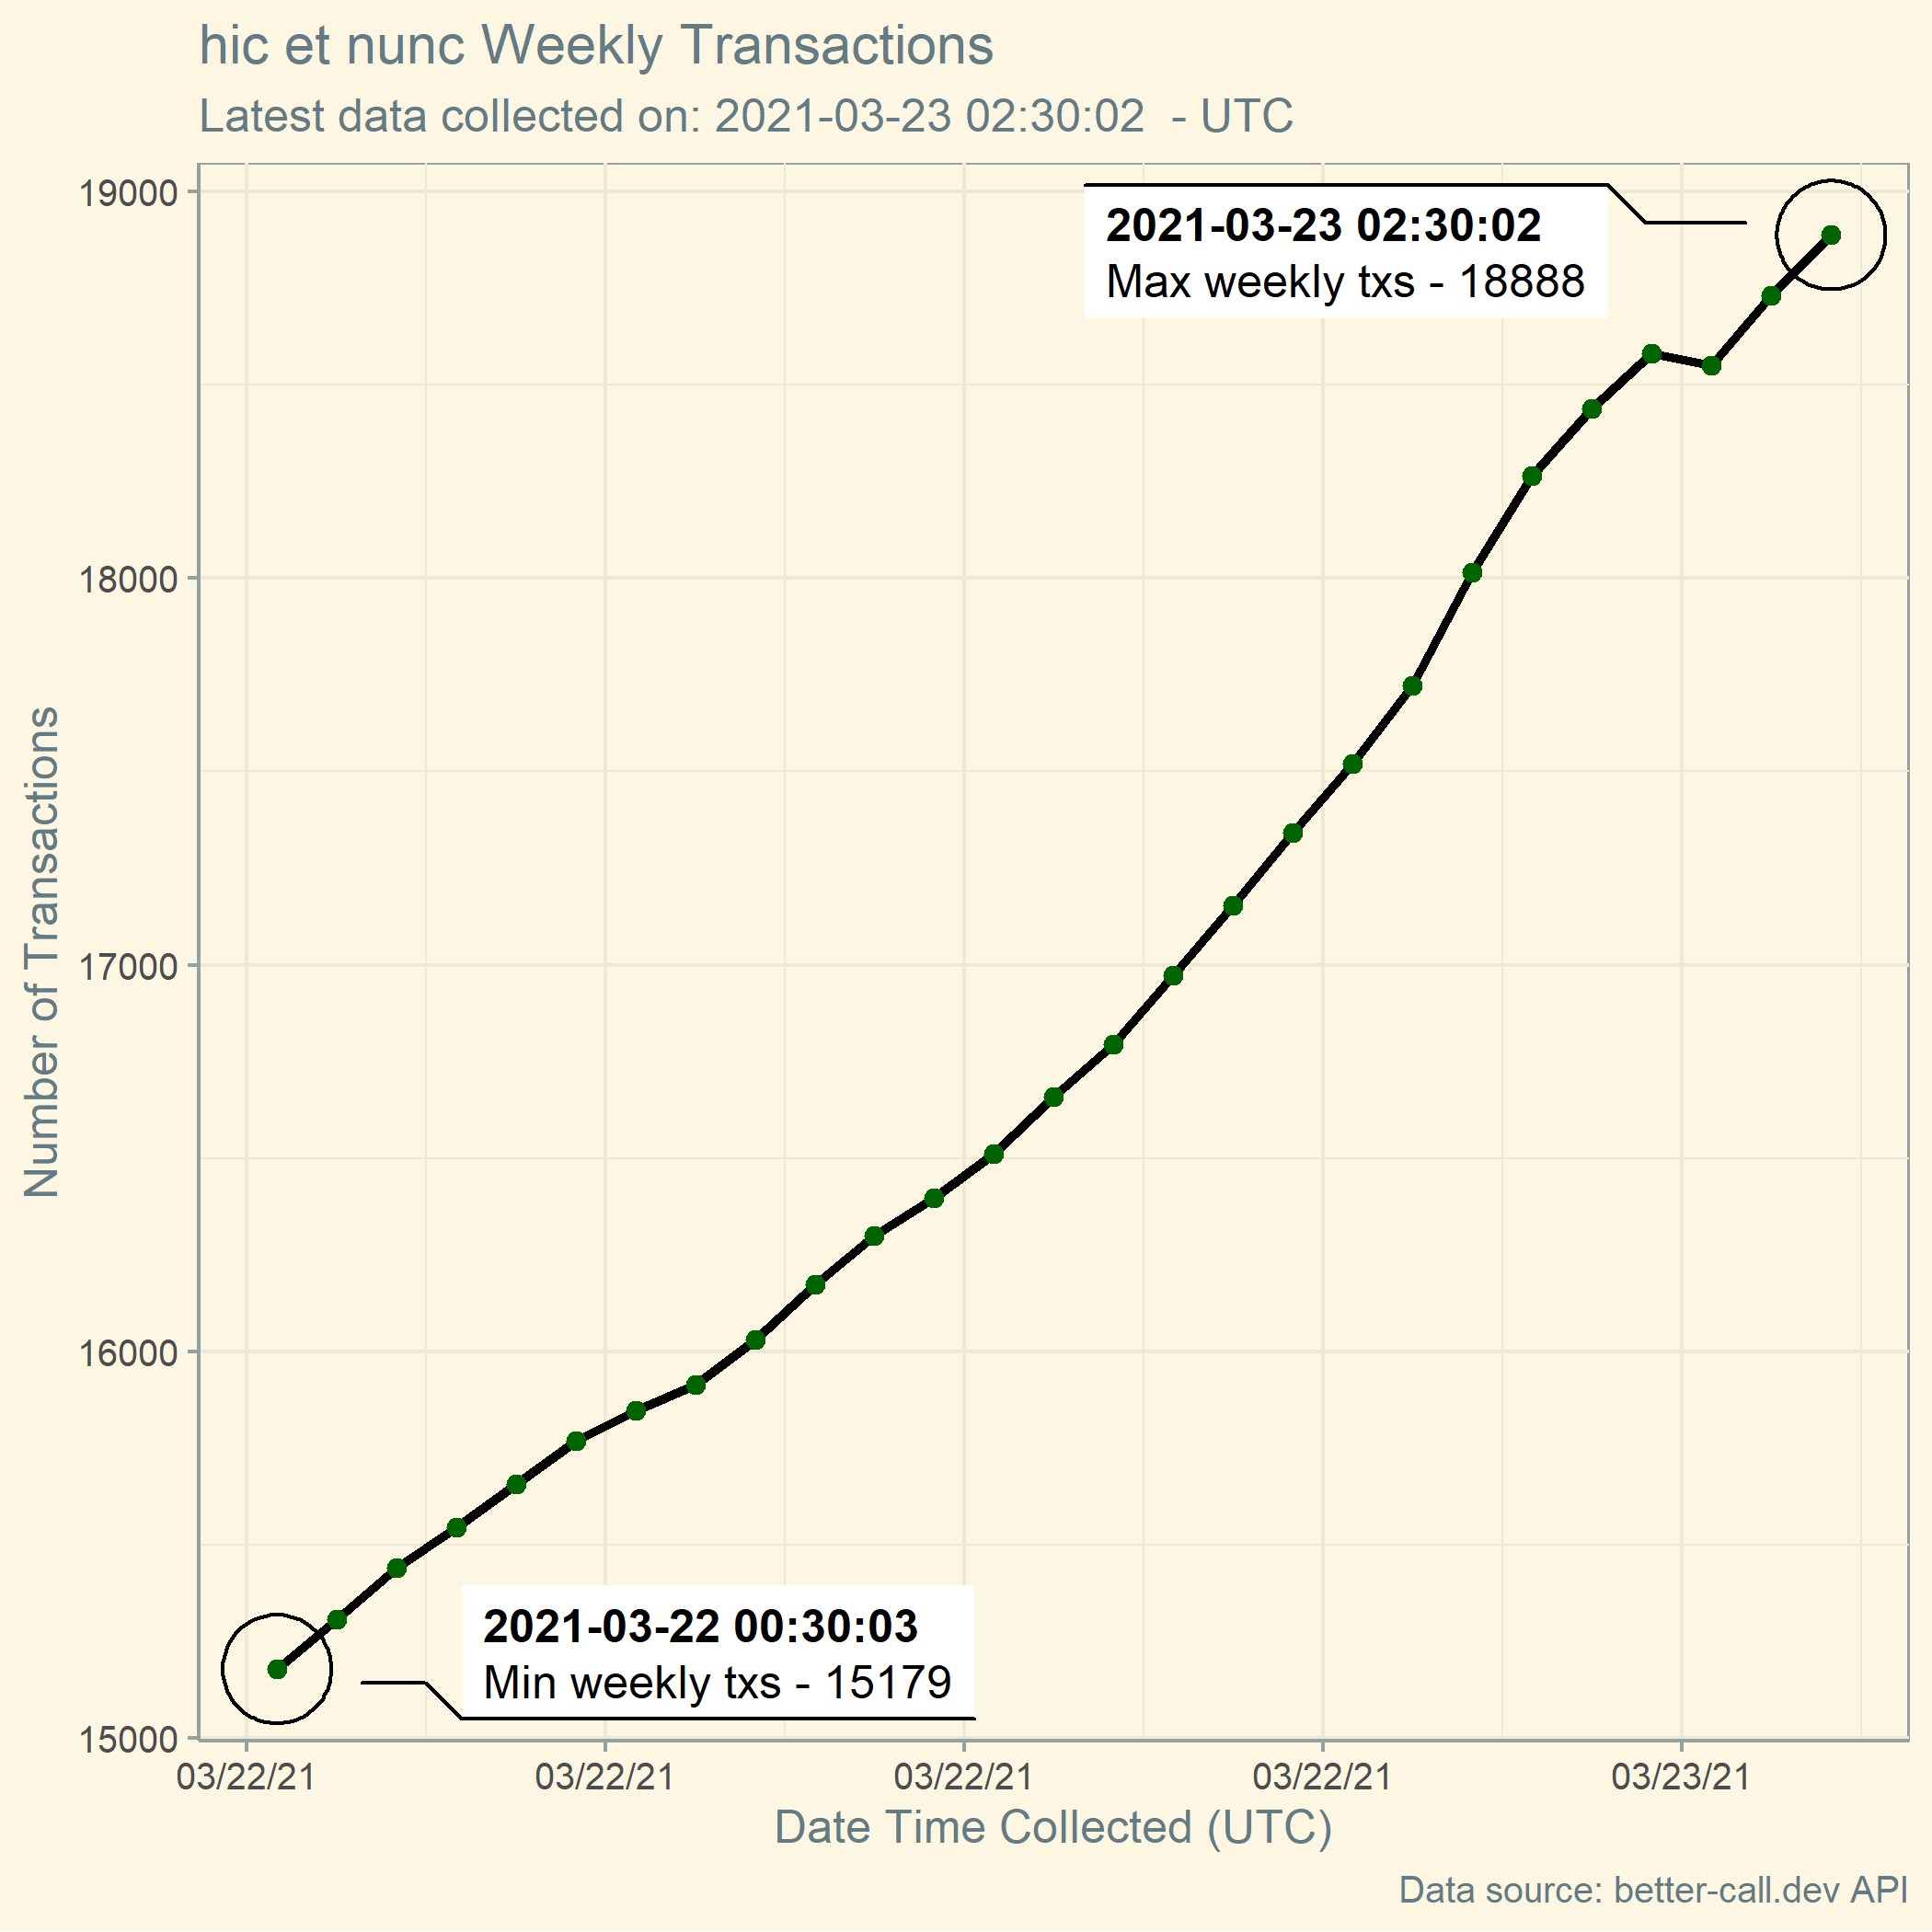 hic et nunc Weekly Transactions
Latest data collected on: 2021-03-23 02:30:02  - UTC
Number of Transactions
19000
18000
17000
16000
15000
2021-03-23 02:30:02
Max weekly txs - 18888
2021-03-22 00:30:03
Min weekly txs - 15179
03/22/21 03/22/21 03/22/21 03/22/21 03/23/21
Date Time Collected (UTC)
Data source: better-call.dev API